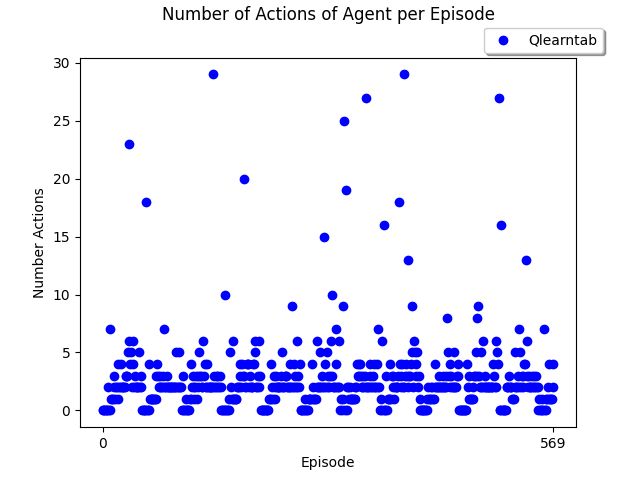 Number of Actions of Agent per Episode
Qlearntab
30
25
20
15
10
5
0
Number Actions
0
569
Episode